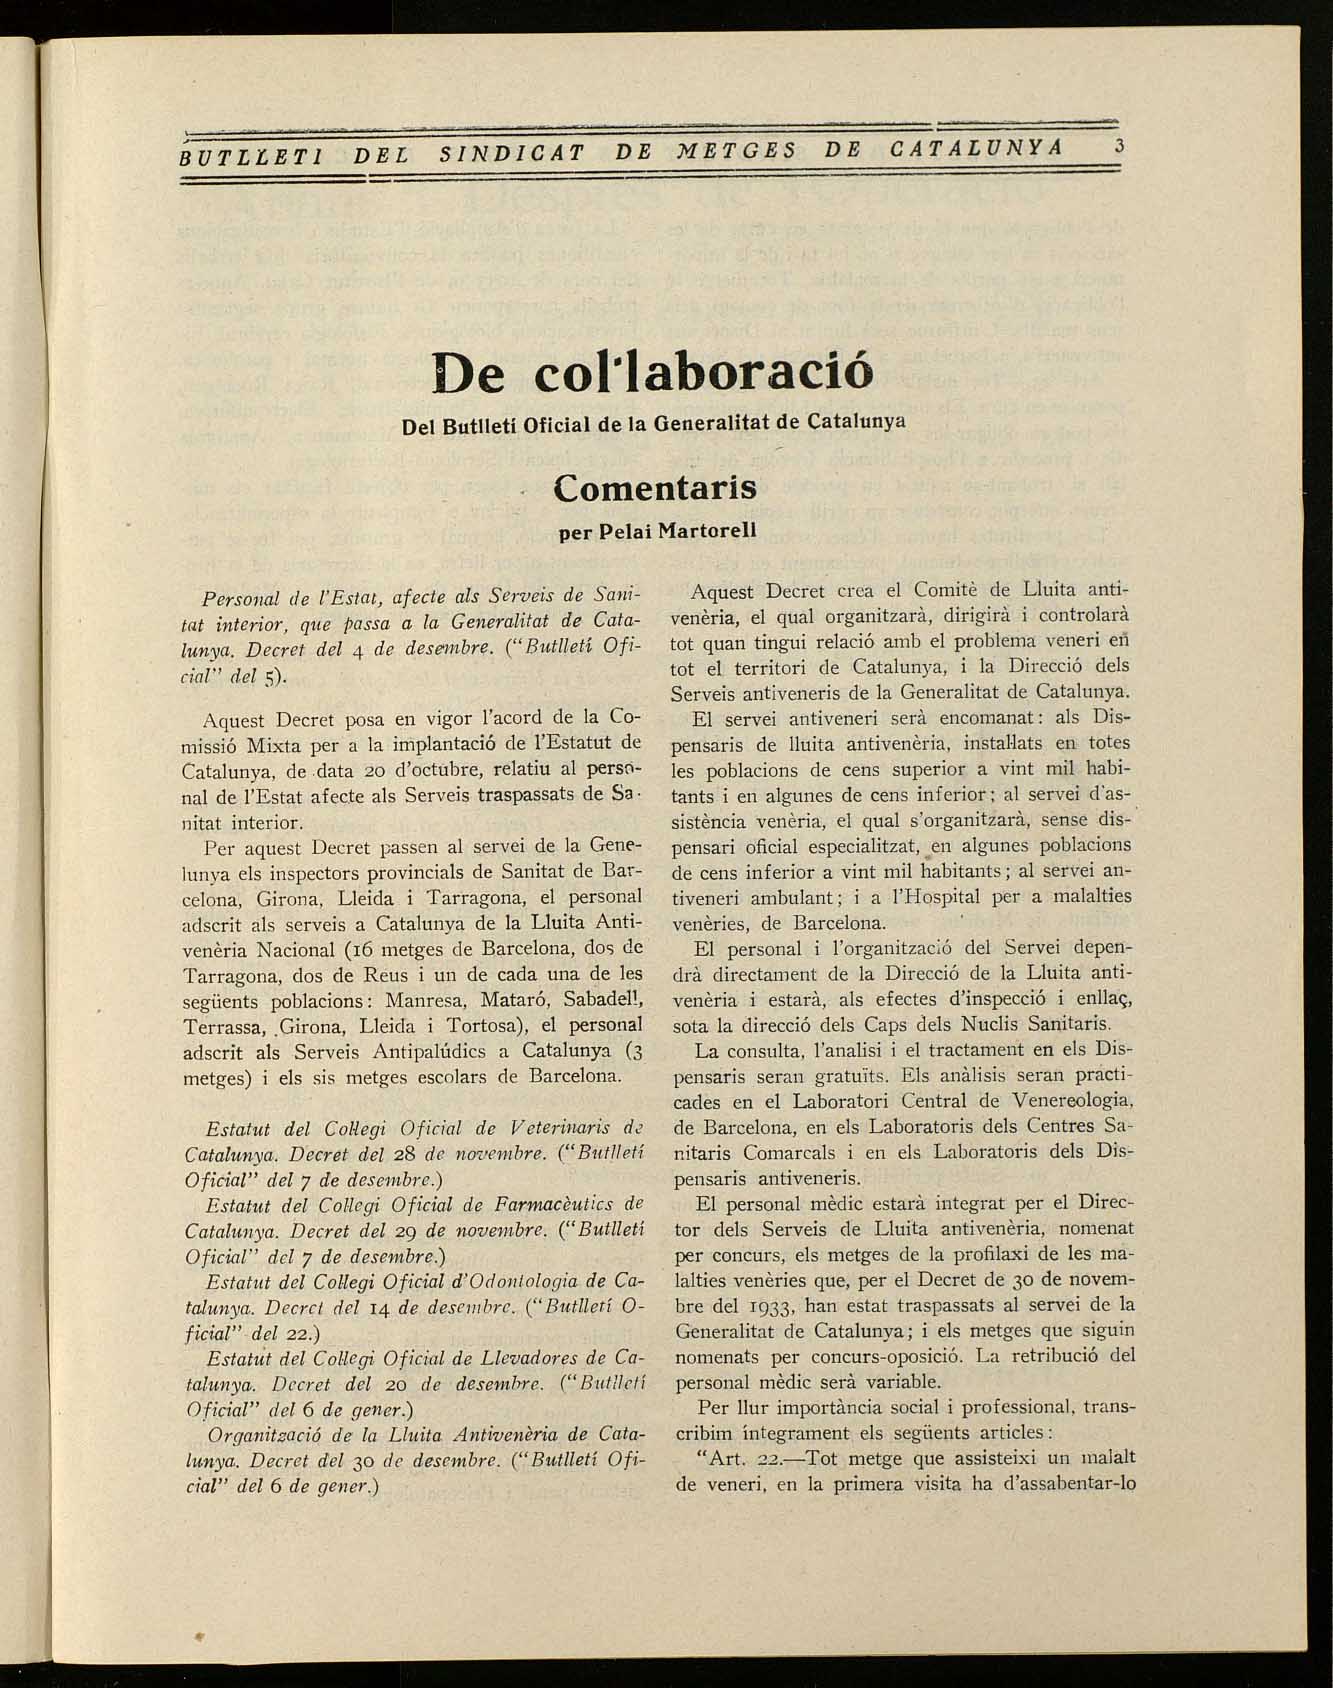 BUTLLETI DEL SINDICAT DE METGES DE CATALUNYA 3
De col·laboració
Del Butlletí Oficial de la Generalitat de Catalunya
Comentaris
per Pelai Martorell
Personal de l'Estat, afecte als Serveis de Sani-
tat interior, que passa a la Generalitat de Cata-
lunya. Decret del 4 de desembre. ("Butlletí Ofi-
cial" del 5).
Aquest Decret posa en vigor l'acord de la Co-
missió Mixta per a la implantació de l'Estatut de
Catalunya, de data 20 d'octubre, relatiu al perso-
nal de l'Estat afecte als Serveis traspassats de Sa-
nitat interior.
Per aquest Decret passen al servei de la Gene-
lunya els inspectors provincials de Sanitat de Bar-
celona, Girona, Lleida i Tarragona, el personal
adscrit als serveis a Catalunya de la Lluita Anti-
venèria Nacional (16 metges de Barcelona, dos de
Tarragona, dos de Reus i un de cada una de les
següents poblacions: Manresa, Mataró, Sabadell,
Terrassa, Girona, Lleida i Tortosa), el personal
adscrit als Serveis Antipalúdics a Catalunya (3
metges) i els sis metges escolars de Barcelona.
Estatut del Col·legi Oficial de Veterinaris de
Catalunya. Decret del 28 de novembre. ("Butlletí
Oficial" del 7 de desembre.)
Estatut del Col·legi Oficial de Farmacèutics de
Catalunya. Decret del 29 de novembre. ("Butlletí
Oficial" del 7 de desembre.)
Estatut del Col·legi Oficial d'Odontologia de Ca-
talunya. Decret del 14 de desembre. ("Butlletí O-
ficial" del 22.)
Estatut del Col·legi Oficial de Llevadores de Ca-
talunya. Decret del 20 de desembre. ("Butlletí
Oficial" del 6 de gener.)
Organització de la Lluita Antivenèria de Cata-
lunya. Decret del 30 de desembre. ("Butlletí Ofi-
cial" del 6 de gener.)
Aquest Decret crea el Comitè de Lluita anti-
venèria, el qual organitzarà, dirigirà i controlarà
tot quan tingui relació amb el problema veneri en
tot el territori de Catalunya, i la Direcció dels
Serveis antiveneris de la Generalitat de Catalunya.
El servei antiveneri serà encomanat: als Dis-
pensaris de lluita antivenèria, instal·lats en totes
les poblacions de cens superior a vint mil habi-
tants i en algunes de cens inferior; al servei d'as-
sistència venèria, el qual s'organitzarà, sense dis-
pensari oficial especialitzat, en algunes poblacions
de cens inferior a vint mil habitants; al servei an-
tiveneri ambulant; i a l'Hospital per a malalties
venèries, de Barcelona.
El personal i l'organització del Servei depen-
drà directament de la Direcció de la Lluita anti-
venèria i estarà, als efectes d'inspecció i enllaç,
sota la direcció dels Caps dels Nuclis Sanitaris.
La consulta, l'analisi i el tractament en els Dis-
pensaris seran gratuïts. Els anàlisis seran practi-
cades en el Laboratori Central de Venereologia,
de Barcelona, en els Laboratoris dels Centres Sa-
nitaris Comarcals i en els Laboratoris dels Dis-
pensaris antiveneris.
El personal mèdic estarà integrat per el Direc-
tor dels Serveis de Lluita antivenèria, nomenat
per concurs, els metges de la profilaxi de les ma-
lalties venèries que, per el Decret de 30 de novem-
bre del 1933, han estat traspassats al servei de la
Generalitat de Catalunya; i els metges que siguin
nomenats per concurs-oposició. La retribució del
personal mèdic serà variable.
Per llur importància social i professional, trans-
cribim íntegrament els següents articles:
"Art. 22.—Tot metge que assisteixi un malalt
de veneri, en la primera visita ha d'assabentar-lo